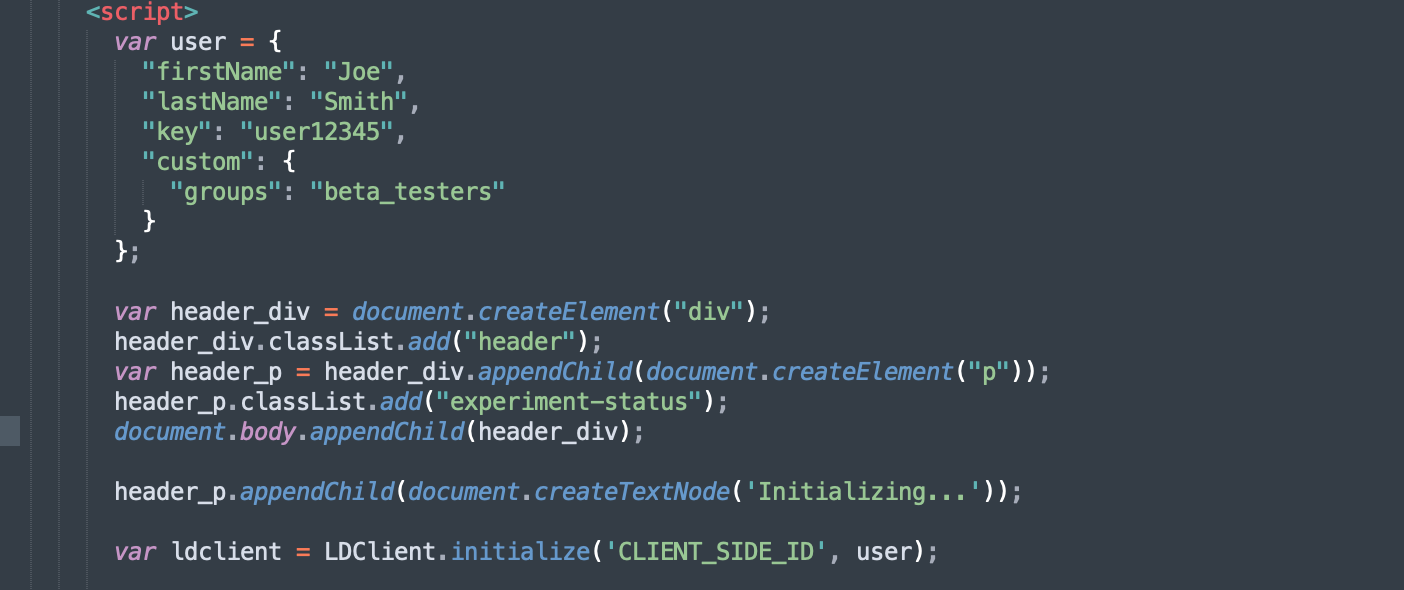 <script>
var user = {
"firstName": "Joe",
"lastName": "Smith",
"key": "user12345",
"custom": {
"groups": "beta_testers"
}
};
var header_div = document.createElement("div");
header_div.classList.add("header");
var header_p = header_div.appendChild(document.createElement("p"));
header_p.classList.add("experiment-status");
document.body.appendChild(header_div);
header_p.appendChild(document.createTextNode('Initializing...'));
var ldclient = LDClient.initialize('CLIENT_SIDE_ID', user);